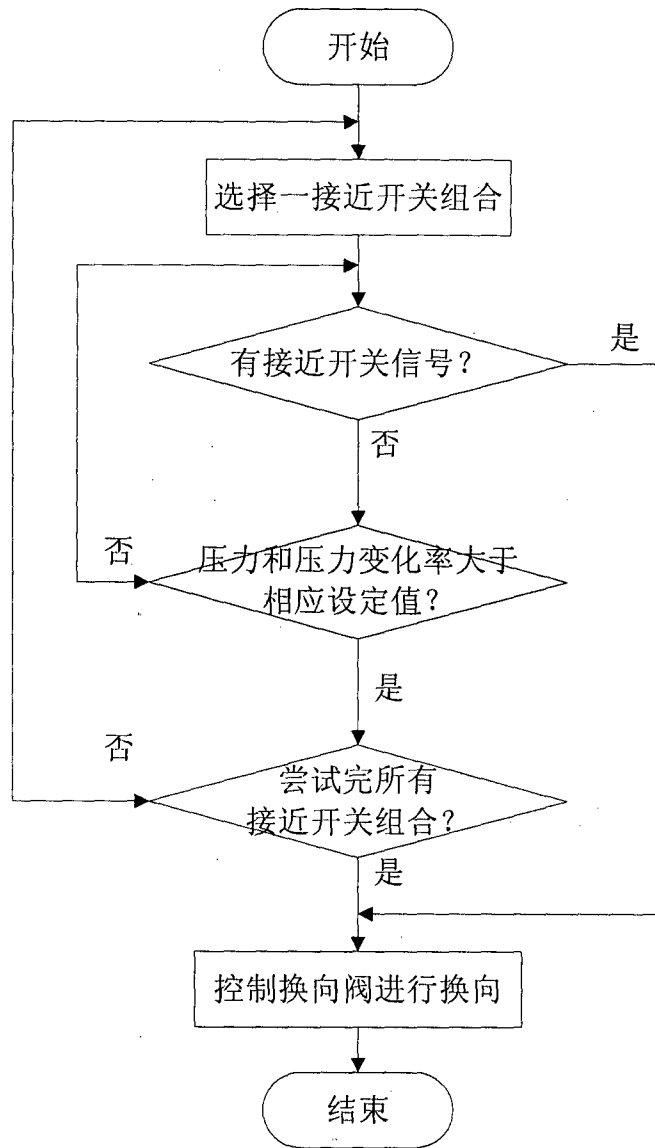 开始
选择一接近开关组合
有接近开关信号？
是
否
压力和压力变化率大于
相应设定值？
否
是
尝试完所有
接近开关组合？
否
是
控制换向阀进行换向
结束